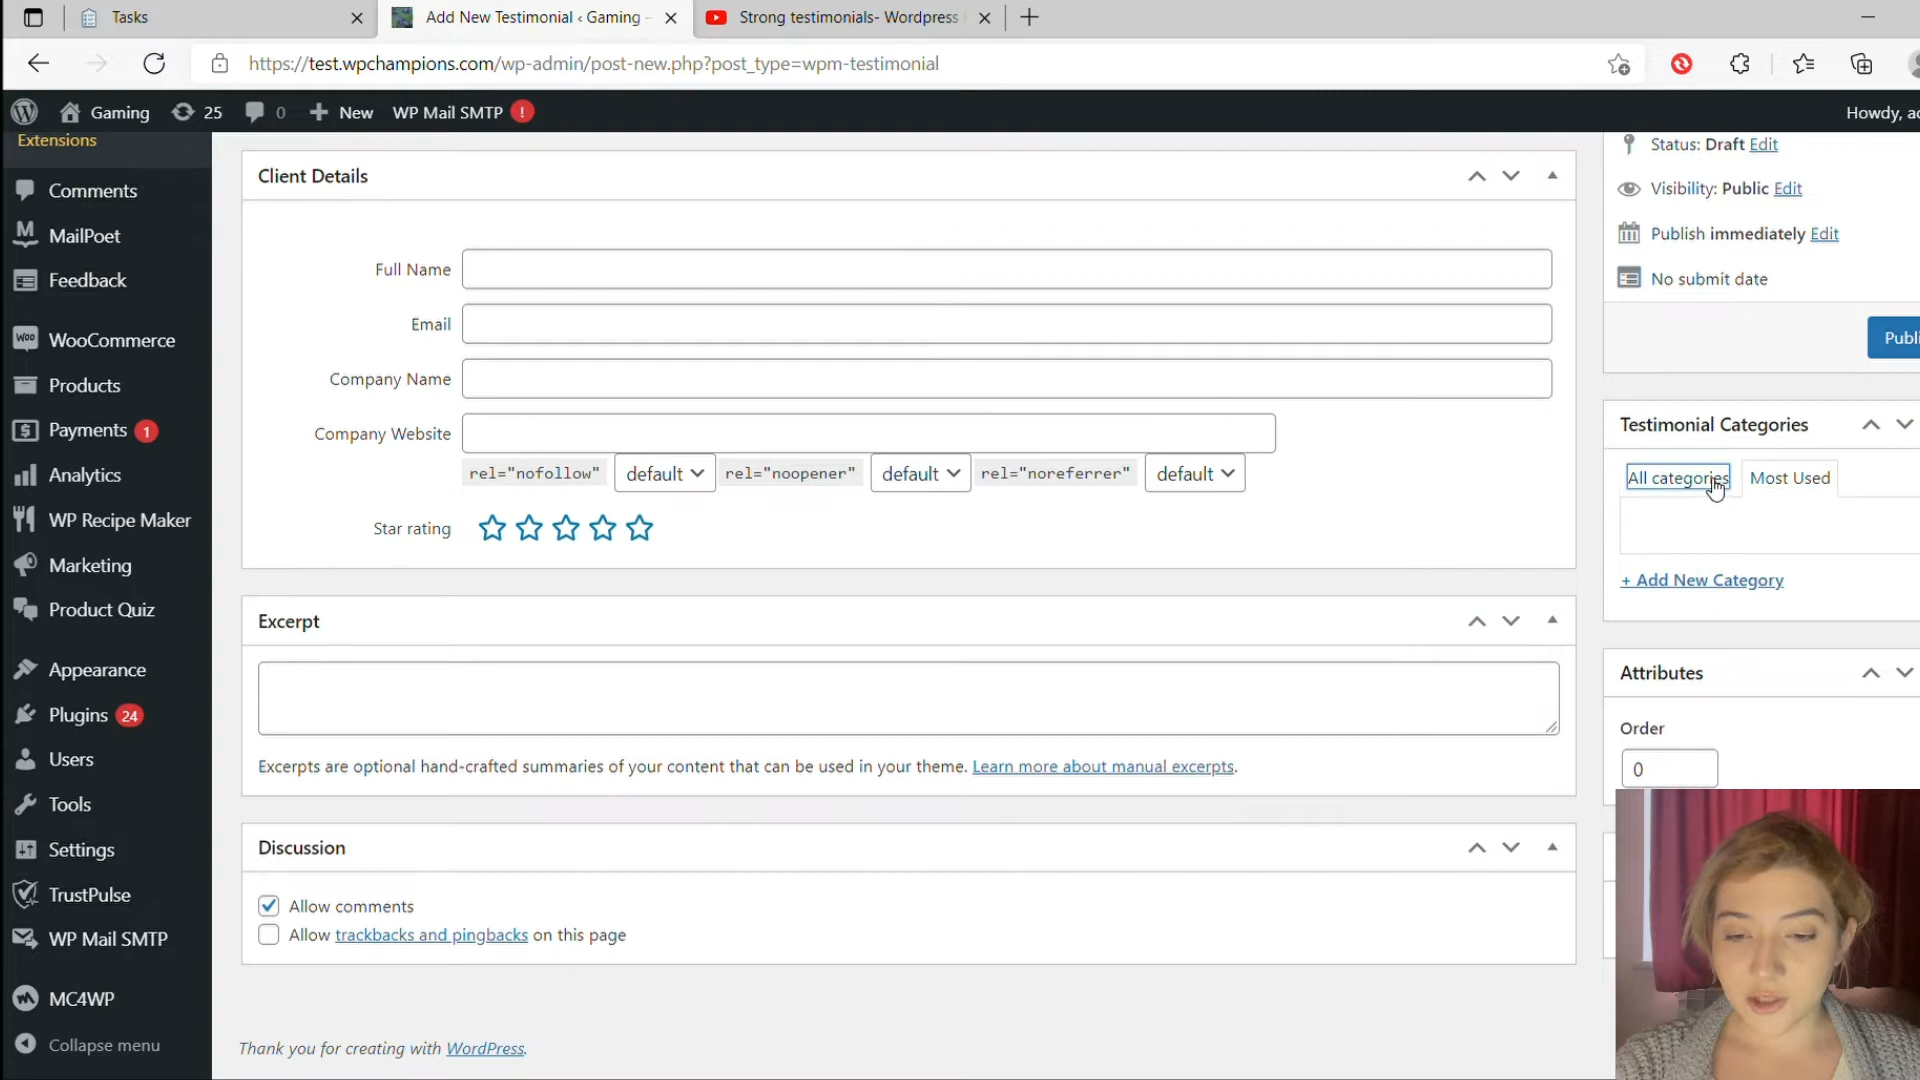 Tasks
Add New Testimonial ‹ Gaming –
Strong testimonials- Wordpress
https://test.wpchampions.com/wp-admin/post-new.php?post_type=wpm-testimonial
Gaming
25
0
New
WP Mail SMTP !
Howdy, ad
Extensions
Comments
MailPoet
Feedback
WooCommerce
Products
Payments 1
Analytics
WP Recipe Maker
Marketing
Product Quiz
Appearance
Plugins 24
Users
Tools
Settings
TrustPulse
WP Mail SMTP
MC4WP
Collapse menu
Client Details
Full Name
Email
Company Name
Company Website
rel="nofollow" default rel="noopener" default rel="noreferrer" default
Star rating
Excerpt
Excerpts are optional hand-crafted summaries of your content that can be used in your theme. Learn more about manual excerpts.
Discussion
Allow comments
Allow trackbacks and pingbacks on this page
Thank you for creating with WordPress.
Status: Draft Edit
Visibility: Public Edit
Publish immediately Edit
No submit date
Publi
Testimonial Categories
All categories Most Used
+ Add New Category
Attributes
Order
0